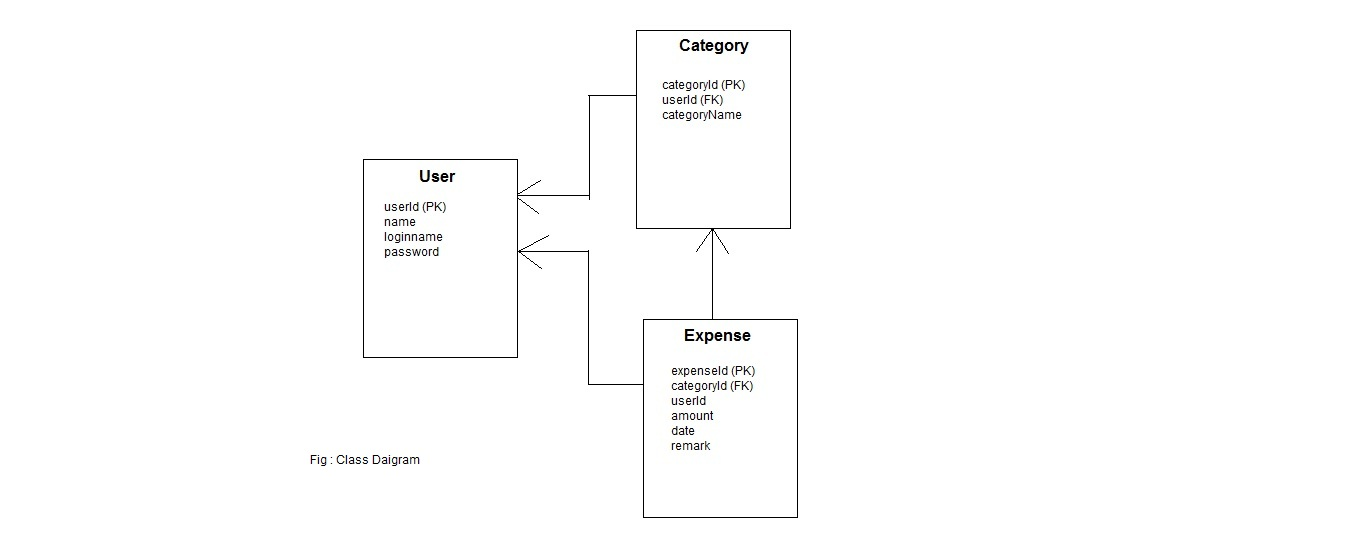 Category
categoryId (PK)
userId (FK)
categoryName
User
userId (PK)
name
loginname
password
Expense
expenseId (PK)
categoryId (FK)
userId
amount
date
remark
Fig : Class Daigram